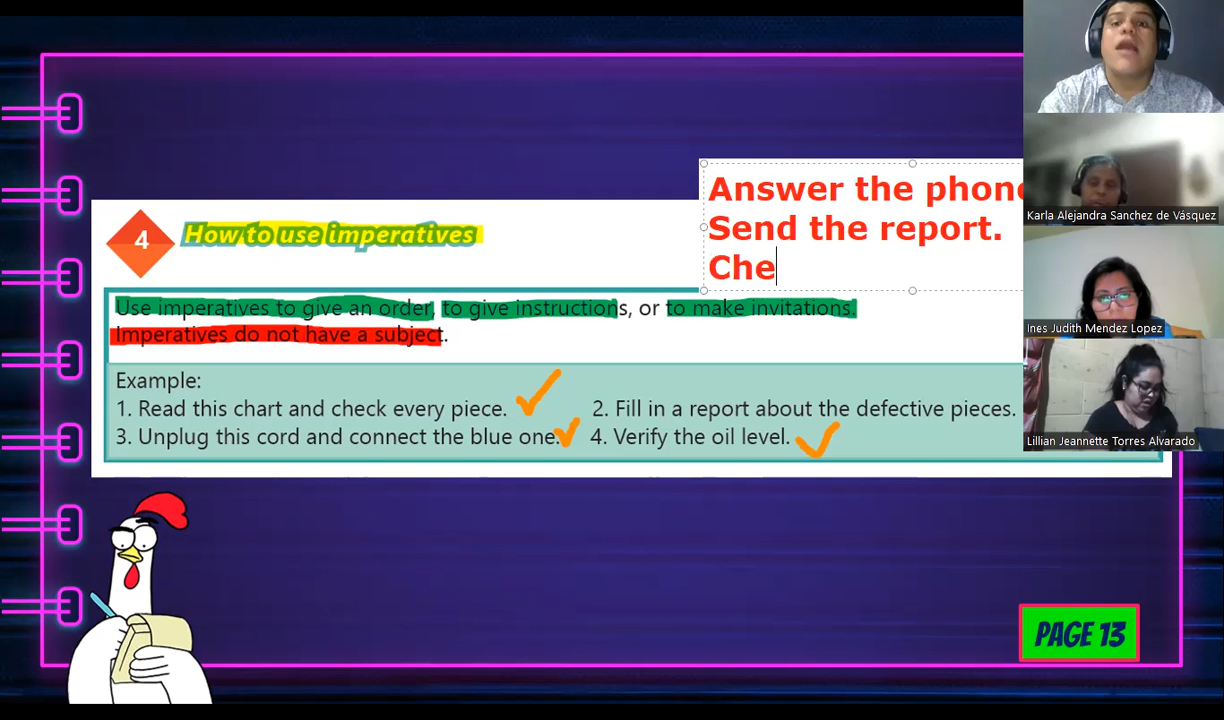 Answer the phone
Send the report.
Che
4
How to use imperatives
Use imperatives to give an order, to give instructions, or to make invitations.
Imperatives do not have a subject.
Example:
1. Read this chart and check every piece.
2. Fill in a report about the defective pieces.
3. Unplug this cord and connect the blue one.
4. Verify the oil level.
Karla Alejandra Sanchez de Vásquez
Ines Judith Mendez Lopez
Lillian Jeannette Torres Alvarado
PAGE 13